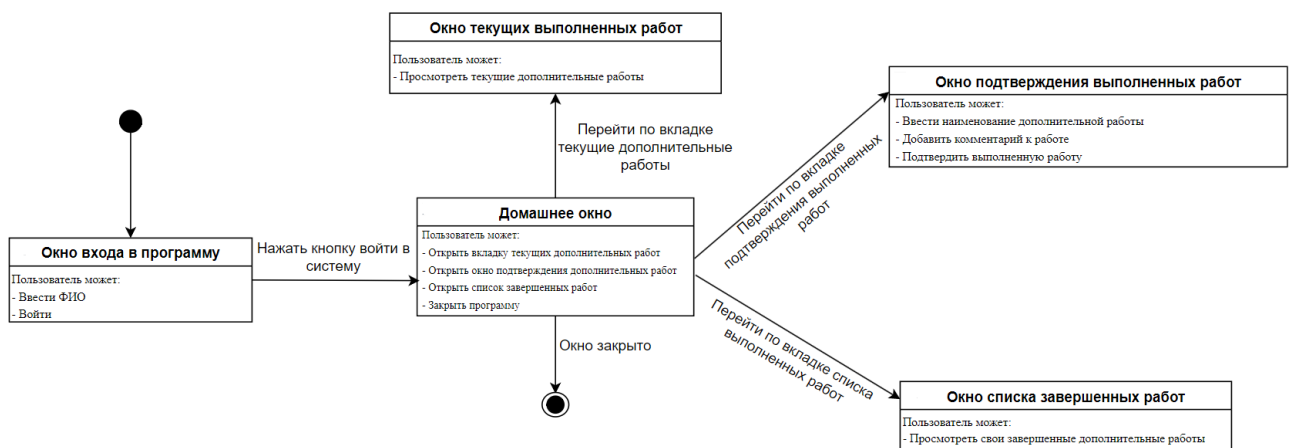 Окно текущих выполненных работ
Пользователь может:
- Просмотреть текущие дополнительные работы
Окно подтверждения выполненных работ
Пользователь может:
- Ввести наименование дополнительной работы
- Добавить комментарий к работе
- Подтвердить выполненную работу
Перейти по вкладке
текущие дополнительные
работы
Перейти по вкладке
подтверждения выполненных
работ
Домашнее окно
Пользователь может:
- Открыть вкладку текущих дополнительных работ
- Открыть окно подтверждения дополнительных работ
- Открыть список завершенных работ
- Закрыть программу
Окно входа в программу
Пользователь может:
- Ввести ФИО
- Войти
Нажать кнопку войти в
систему
Окно закрыто
Перейти по вкладке списка
выполненных работ
Окно списка завершенных работ
Пользователь может:
- Просмотреть свои завершенные дополнительные работы